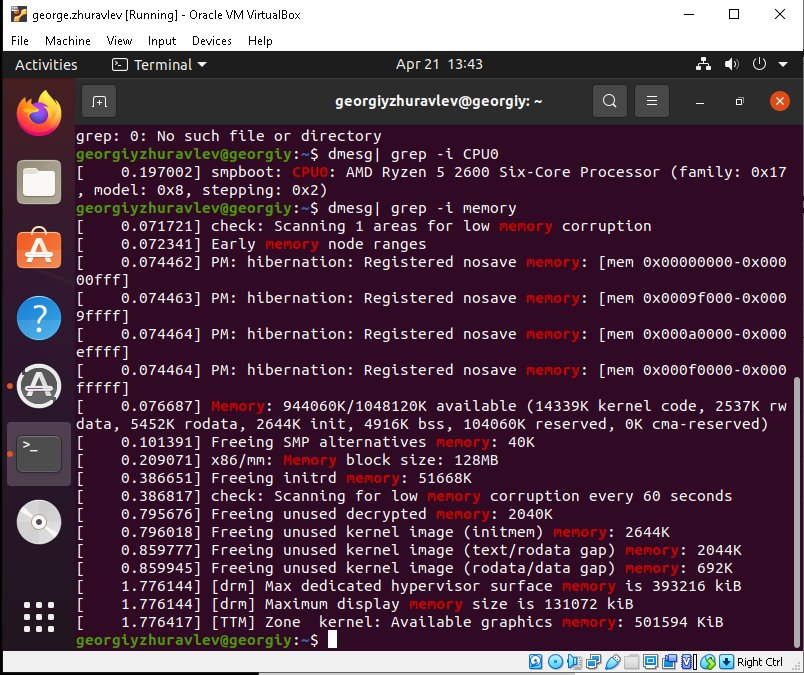 george.zhuravlev [Running] - Oracle VM VirtualBox
File Machine View Input Devices Help
Activities Terminal Apr 21 13:43
georgiyzhuravlev@georgiy: ~
grep: 0: No such file or directory
georgiyzhuravlev@georgiy:~$ dmesg| grep -i CPU0
[    0.197002] smpboot: CPU0: AMD Ryzen 5 2600 Six-Core Processor (family: 0x17
, model: 0x8, stepping: 0x2)
georgiyzhuravlev@georgiy:~$ dmesg| grep -i memory
[    0.071721] check: Scanning 1 areas for low memory corruption
[    0.072341] Early memory node ranges
[    0.074462] PM: hibernation: Registered nosave memory: [mem 0x00000000-0x000
00fff]
[    0.074463] PM: hibernation: Registered nosave memory: [mem 0x0009f000-0x000
9ffff]
[    0.074464] PM: hibernation: Registered nosave memory: [mem 0x000a0000-0x000
effff]
[    0.074464] PM: hibernation: Registered nosave memory: [mem 0x000f0000-0x000
fffff]
[    0.076687] Memory: 944060K/1048120K available (14339K kernel code, 2537K rw
data, 5452K rodata, 2644K init, 4916K bss, 104060K reserved, 0K cma-reserved)
[    0.101391] Freeing SMP alternatives memory: 40K
[    0.209071] x86/mm: Memory block size: 128MB
[    0.386651] Freeing initrd memory: 51668K
[    0.386817] check: Scanning for low memory corruption every 60 seconds
[    0.795676] Freeing unused decrypted memory: 2040K
[    0.796018] Freeing unused kernel image (initmem) memory: 2644K
[    0.859777] Freeing unused kernel image (text/rodata gap) memory: 2044K
[    0.859945] Freeing unused kernel image (rodata/data gap) memory: 692K
[    1.776144] [drm] Max dedicated hypervisor surface memory is 393216 kiB
[    1.776144] [drm] Maximum display memory size is 131072 kiB
[    1.776417] [TTM] Zone  kernel: Available graphics memory: 501594 KiB
georgiyzhuravlev@georgiy:~$
Right Ctrl